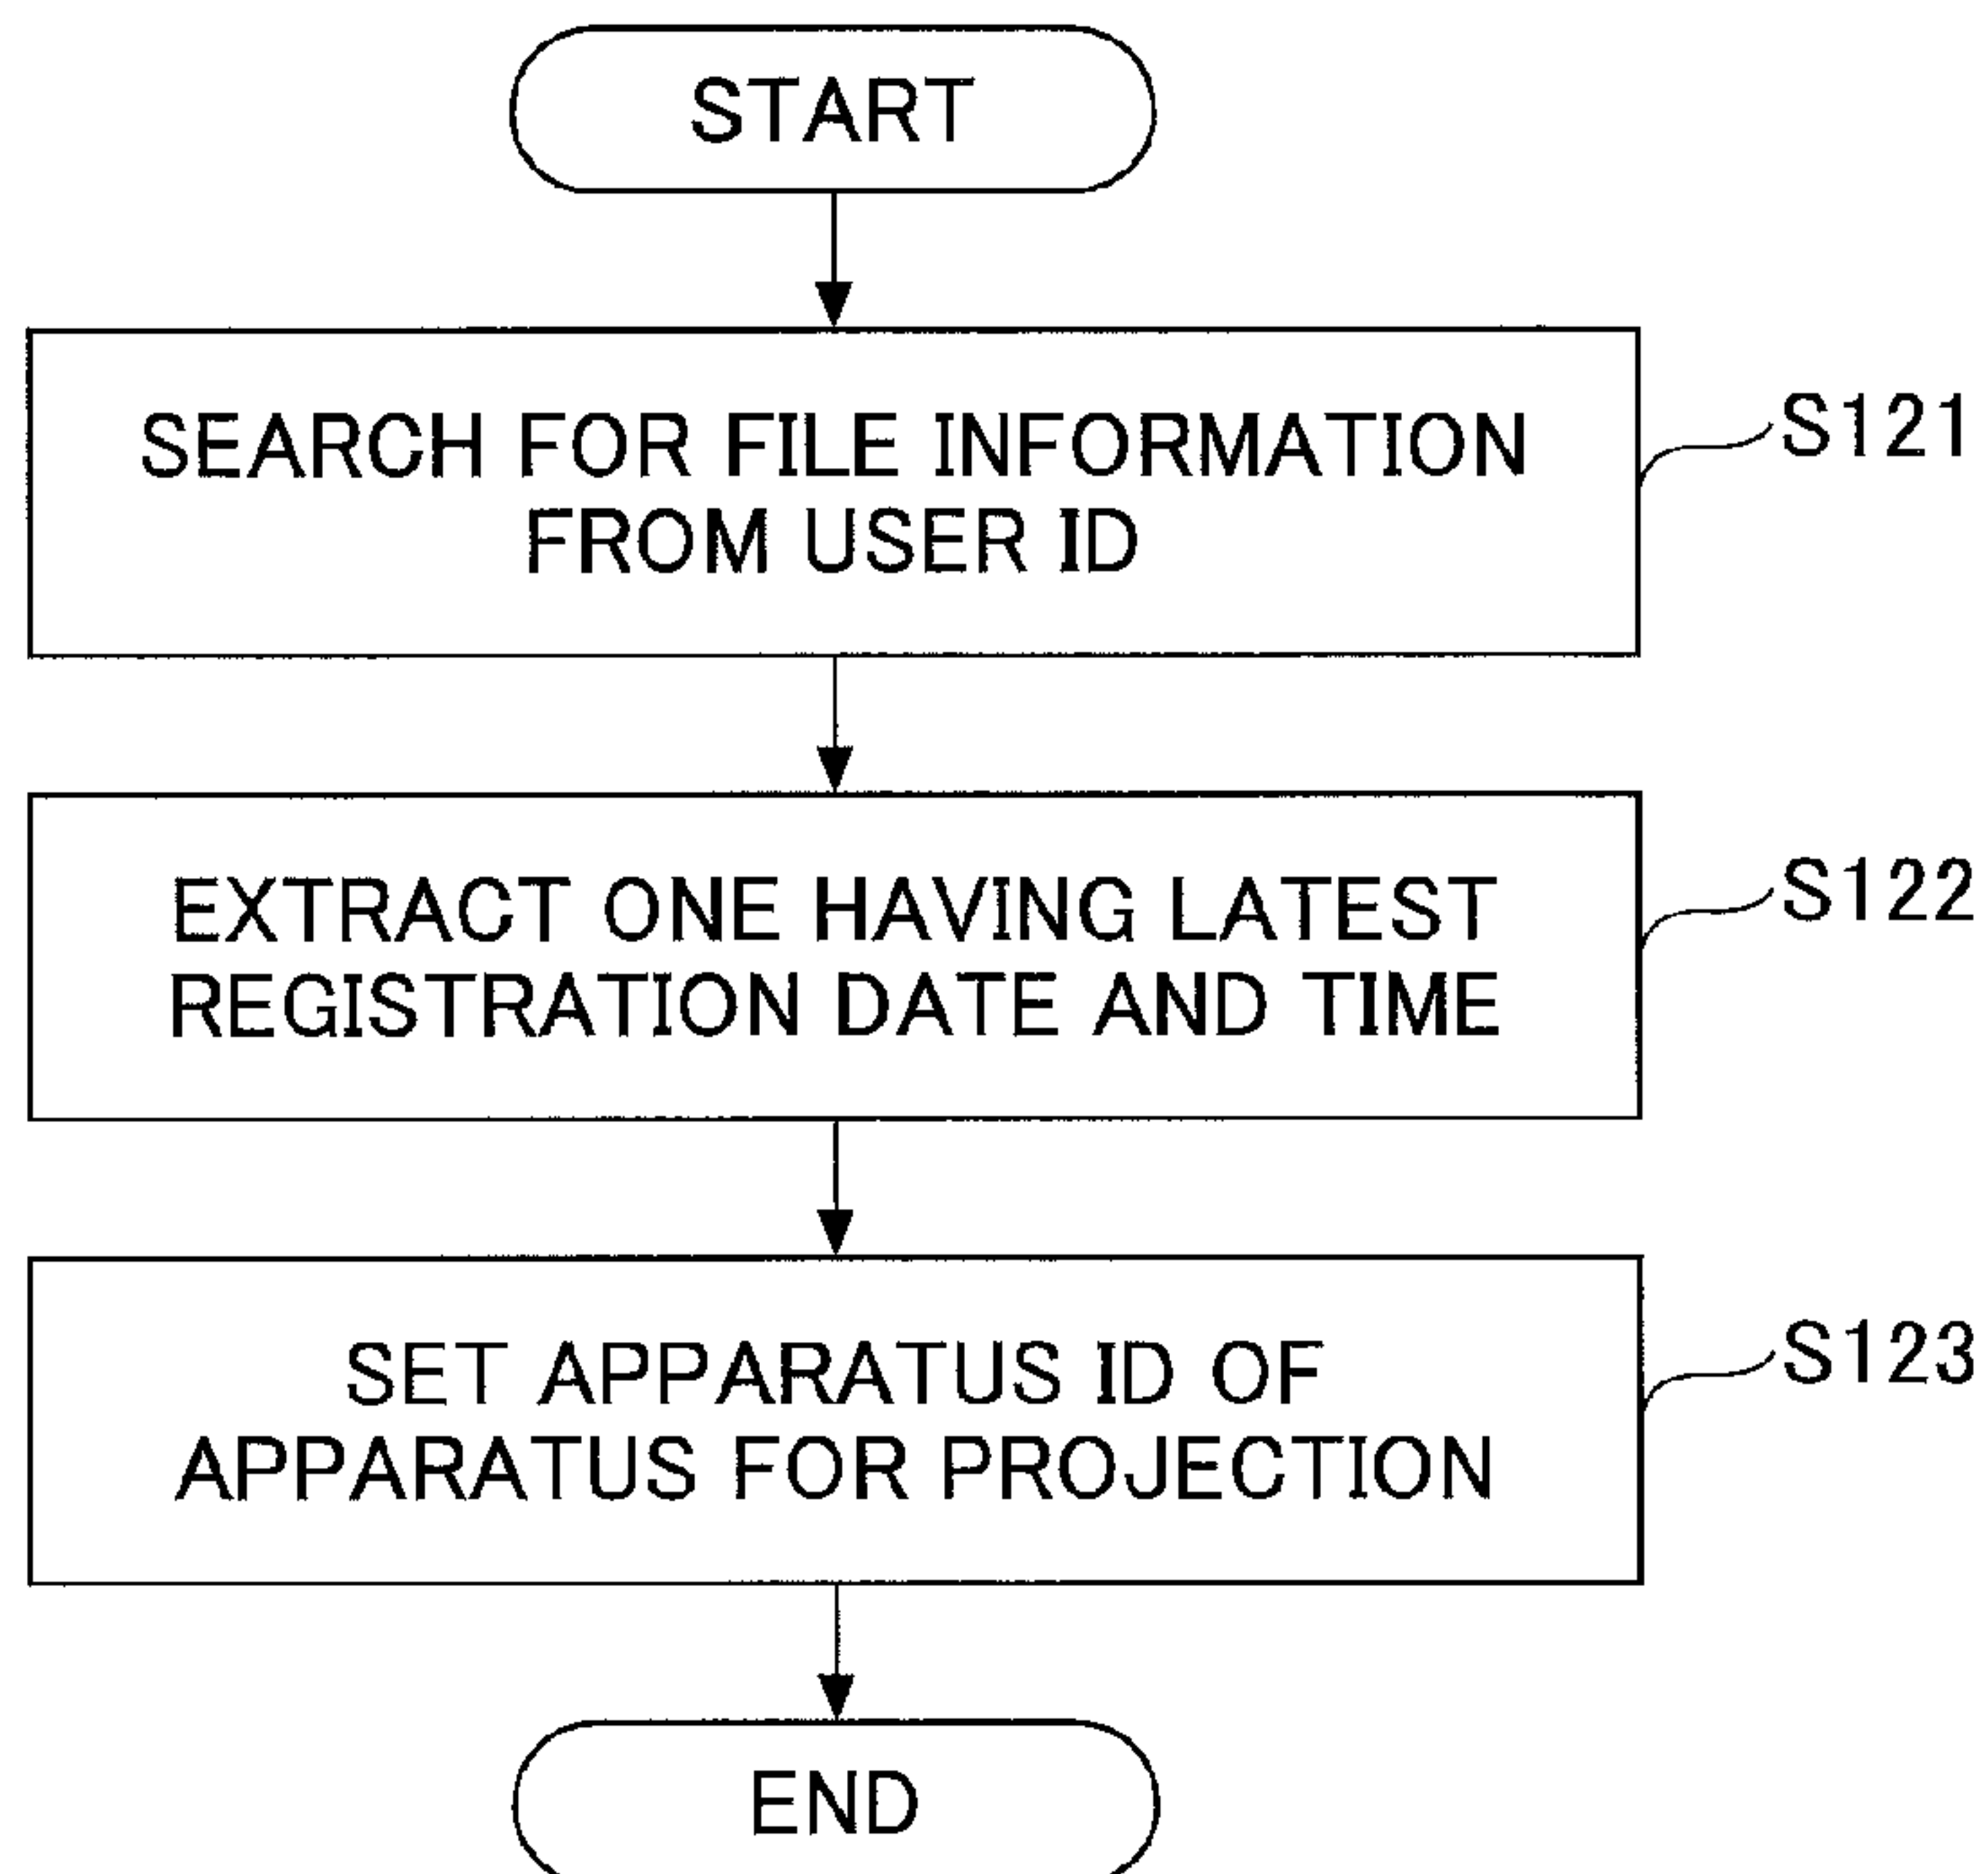 START
SEARCH FOR FILE INFORMATION
FROM USER ID
S121
EXTRACT ONE HAVING LATEST
REGISTRATION DATE AND TIME
S122
SET APPARATUS ID OF
APPARATUS FOR PROJECTION
S123
END